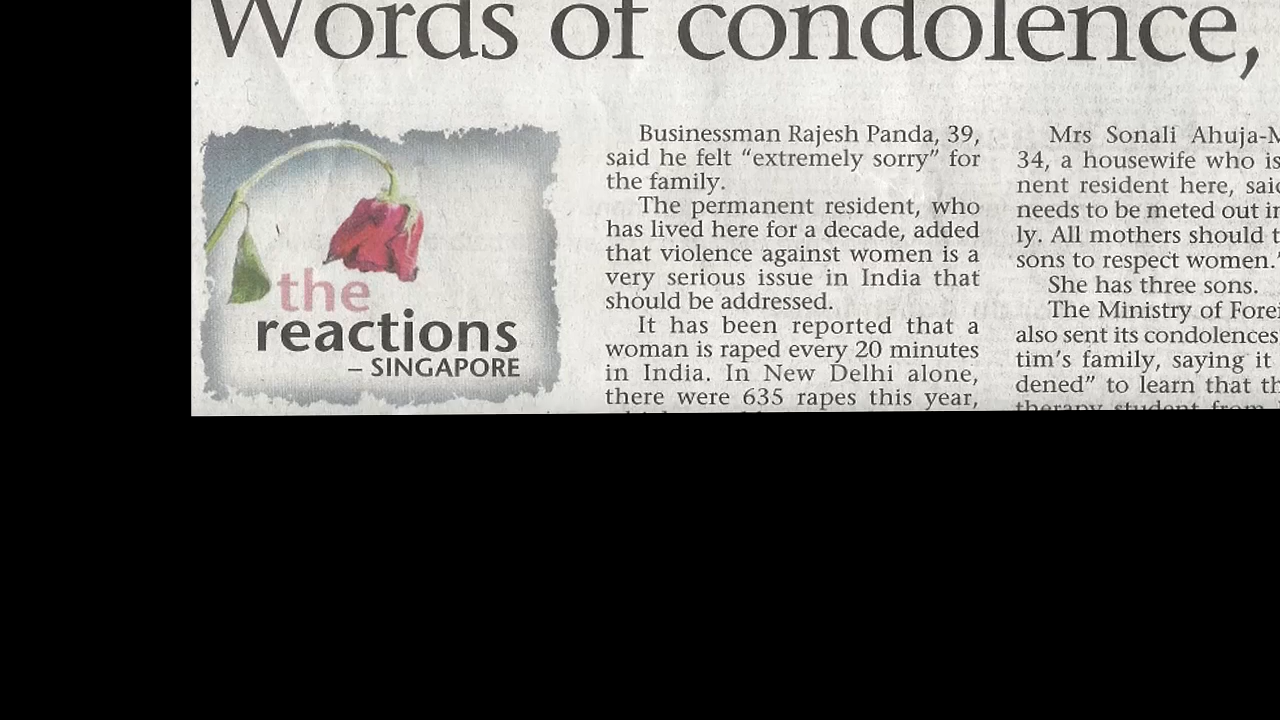 Words of condolence,
the
reactions
– SINGAPORE
Businessman Rajesh Panda, 39,
said he felt “extremely sorry” for
the family.
The permanent resident, who
has lived here for a decade, added
that violence against women is a
very serious issue in India that
should be addressed.
It has been reported that a
woman is raped every 20 minutes
in India. In New Delhi alone,
there were 635 rapes this year,
Mrs Sonali Ahuja-M
34, a housewife who is
nent resident here, said
needs to be meted out in
ly. All mothers should t
sons to respect women.”
She has three sons.
The Ministry of Forei
also sent its condolences
tim’s family, saying it
dened” to learn that th
therapy student from